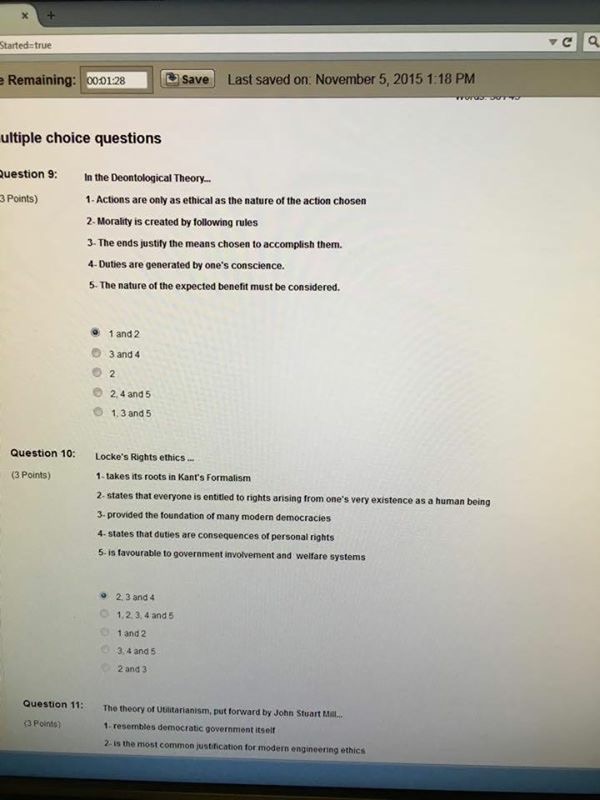 x +
Started=true
e Remaining: 00:01:28 Save Last saved on: November 5, 2015 1:18 PM
ultiple choice questions
Question 9: In the Deontological Theory...
3 Points) 1- Actions are only as ethical as the nature of the action chosen
2- Morality is created by following rules
3- The ends justify the means chosen to accomplish them.
4- Duties are generated by one's conscience.
5- The nature of the expected benefit must be considered.
1 and 2
3 and 4
2
2, 4 and 5
1, 3 and 5
Question 10: Locke's Rights ethics ...
(3 Points) 1- takes its roots in Kant's Formalism
2- states that everyone is entitled to rights arising from one's very existence as a human being
3- provided the foundation of many modern democracies
4- states that duties are consequences of personal rights
5- is favourable to government involvement and welfare systems
2, 3 and 4
1, 2, 3, 4 and 5
1 and 2
3, 4 and 5
2 and 3
Question 11: The theory of Utilitarianism, put forward by John Stuart Mill...
(3 Points) 1- resembles democratic government itself
2- is the most common justification for modern engineering ethics